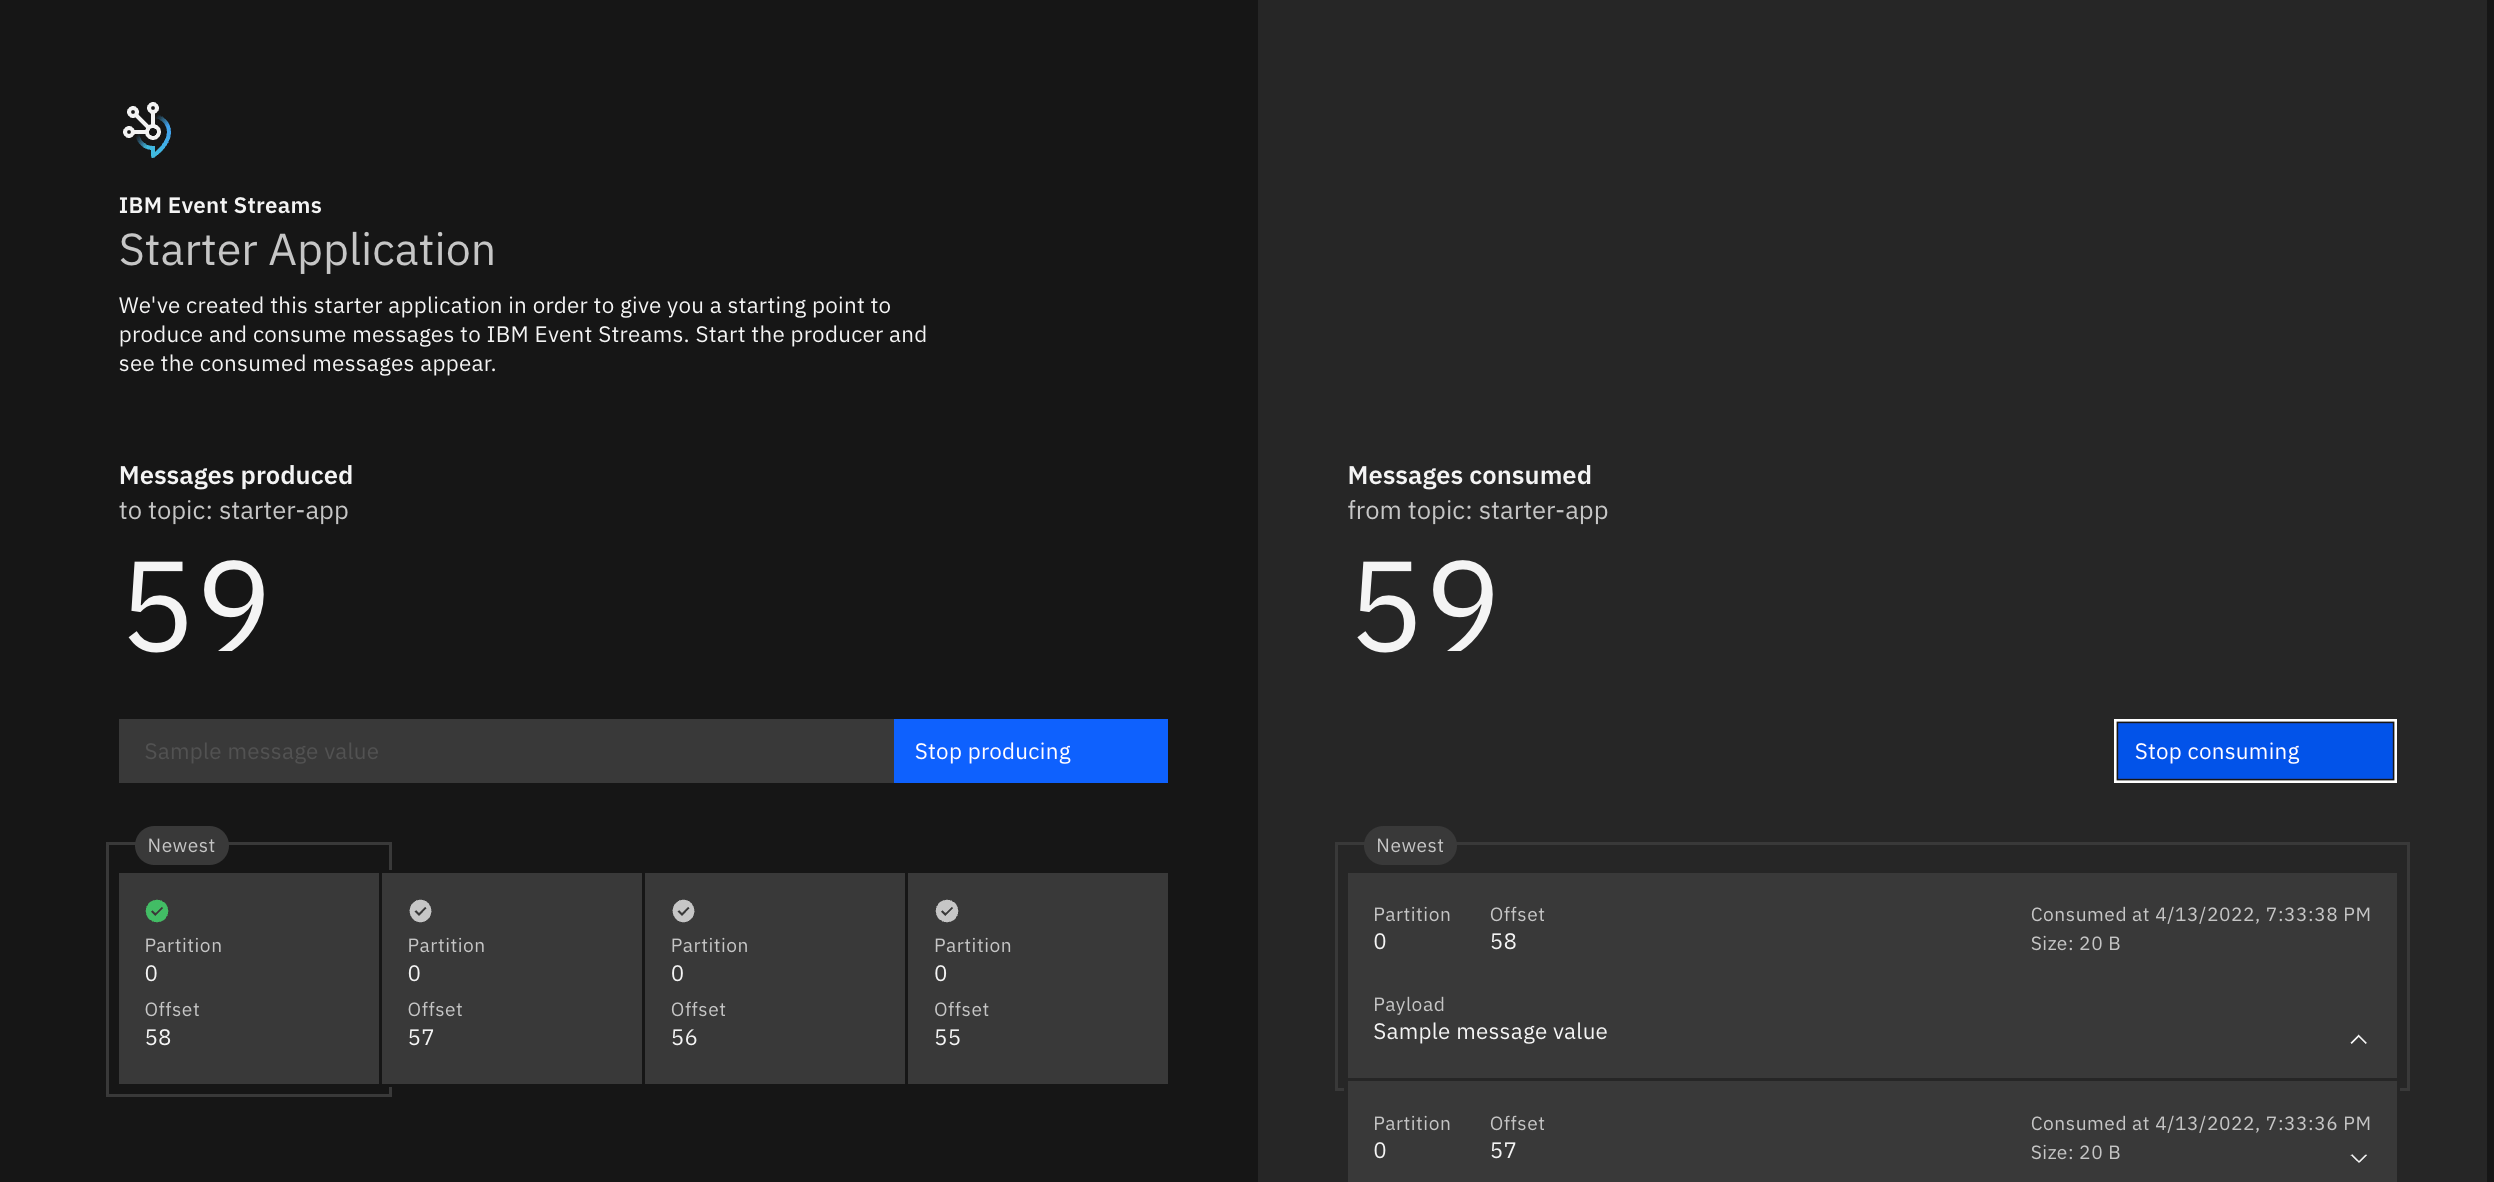 IBM Event Streams
Starter Application
We've created this starter application in order to give you a starting point to
produce and consume messages to IBM Event Streams. Start the producer and
see the consumed messages appear.
Messages produced
to topic: starter-app
59
Sample message value
Stop producing
Newest
Partition
0
Offset
58
Partition
0
Offset
57
Partition
0
Offset
56
Partition
0
Offset
55
Messages consumed
from topic: starter-app
59
Stop consuming
Newest
Partition Offset Consumed at 4/13/2022, 7:33:38 PM
0 58 Size: 20 B
Payload
Sample message value
Partition Offset Consumed at 4/13/2022, 7:33:36 PM
0 57 Size: 20 B